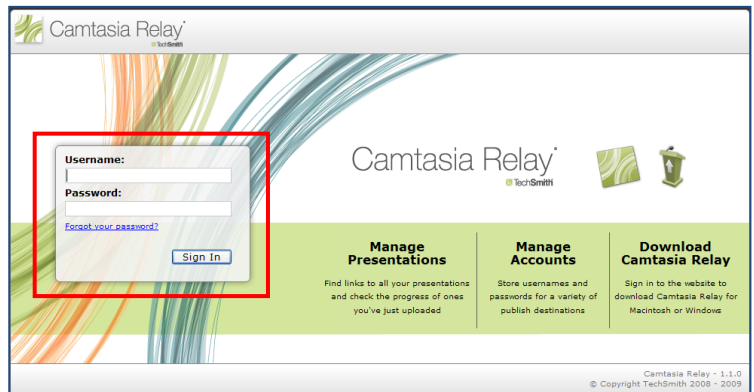 Camtasia Relay
TechSmith
Username:
Password:
Forgot your password?
Sign In
Camtasia Relay
TechSmith
Manage
Presentations
Find links to all your presentations
and check the progress of ones
you've just uploaded
Manage
Accounts
Store usernames and
passwords for a variety of
publish destinations
Download
Camtasia Relay
Sign in to the website to
download Camtasia Relay for
Macintosh or Windows
Camtasia Relay - 1.1.0
© Copyright TechSmith 2008 - 2009